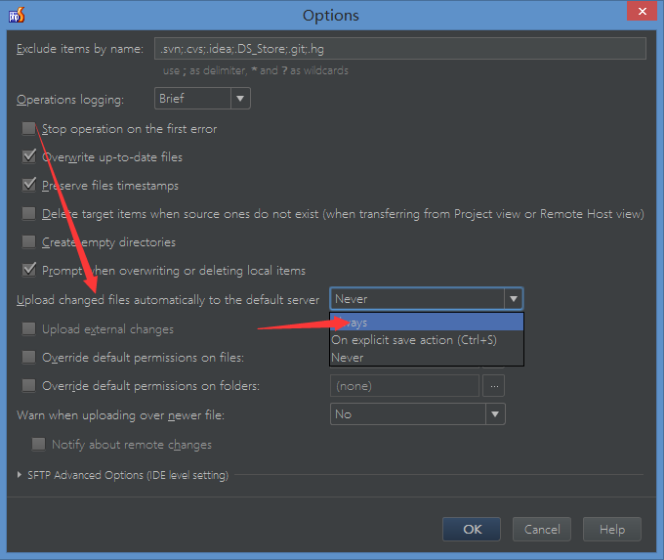 Options
Exclude items by name: .svn;.cvs;.idea;.DS_Store;.git;.hg
use ; as delimiter, * and ? as wildcards
Operations logging: Brief
Stop operation on the first error
Overwrite up-to-date files
Preserve files timestamps
Delete target items when source ones do not exist (when transferring from Project view or Remote Host view)
Create empty directories
Prompt when overwriting or deleting local items
Upload changed files automatically to the default server Never
Always
Upload external changes
On explicit save action (Ctrl+S)
Override default permissions on files:
Never
Override default permissions on folders: (none) ...
Warn when uploading over newer file: No
Notify about remote changes
SFTP Advanced Options (IDE level setting)
OK Cancel Help